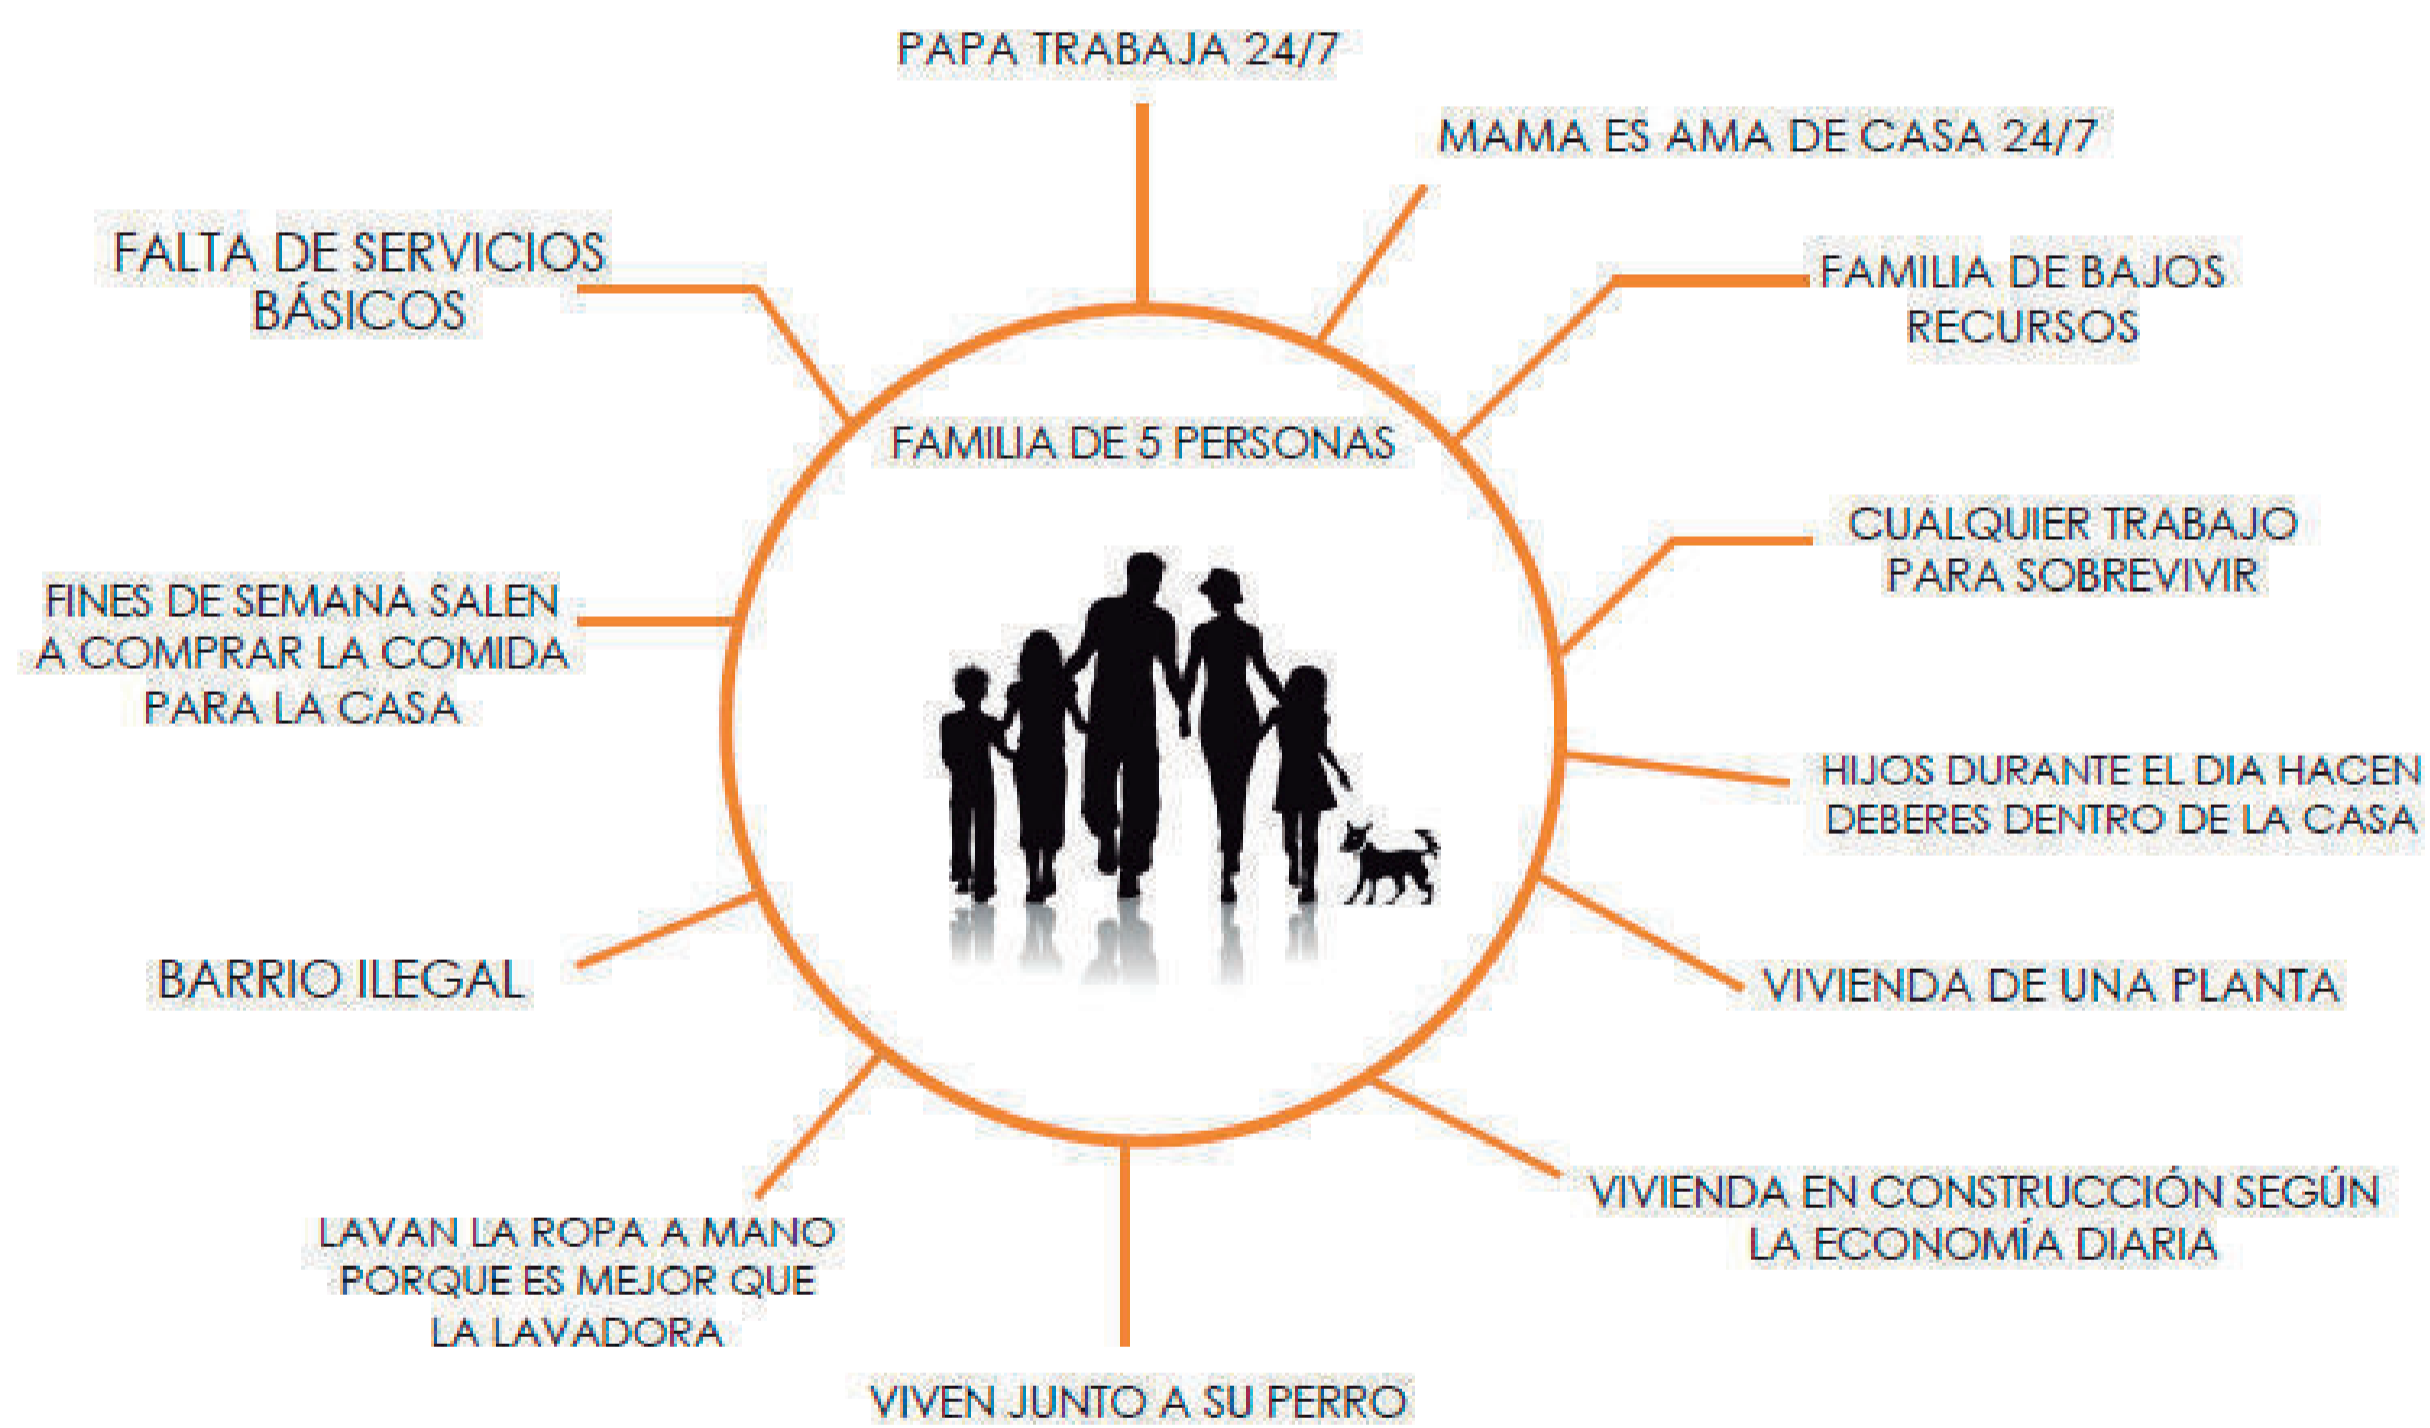 PAPA TRABAJA 24/7
MAMA ES AMA DE CASA 24/7
FAMILIA DE BAJOS
RECURSOS
CUALQUIER TRABAJO
PARA SOBREVIVIR
HIJOS DURANTE EL DIA HACEN
DEBERES DENTRO DE LA CASA
VIVIENDA DE UNA PLANTA
VIVIENDA EN CONSTRUCCIÓN SEGÚN
LA ECONOMÍA DIARIA
VIVEN JUNTO A SU PERRO
LAVAN LA ROPA A MANO
PORQUE ES MEJOR QUE
LA LAVADORA
BARRIO ILEGAL
FINES DE SEMANA SALEN
A COMPRAR LA COMIDA
PARA LA CASA
FALTA DE SERVICIOS
BÁSICOS
FAMILIA DE 5 PERSONAS